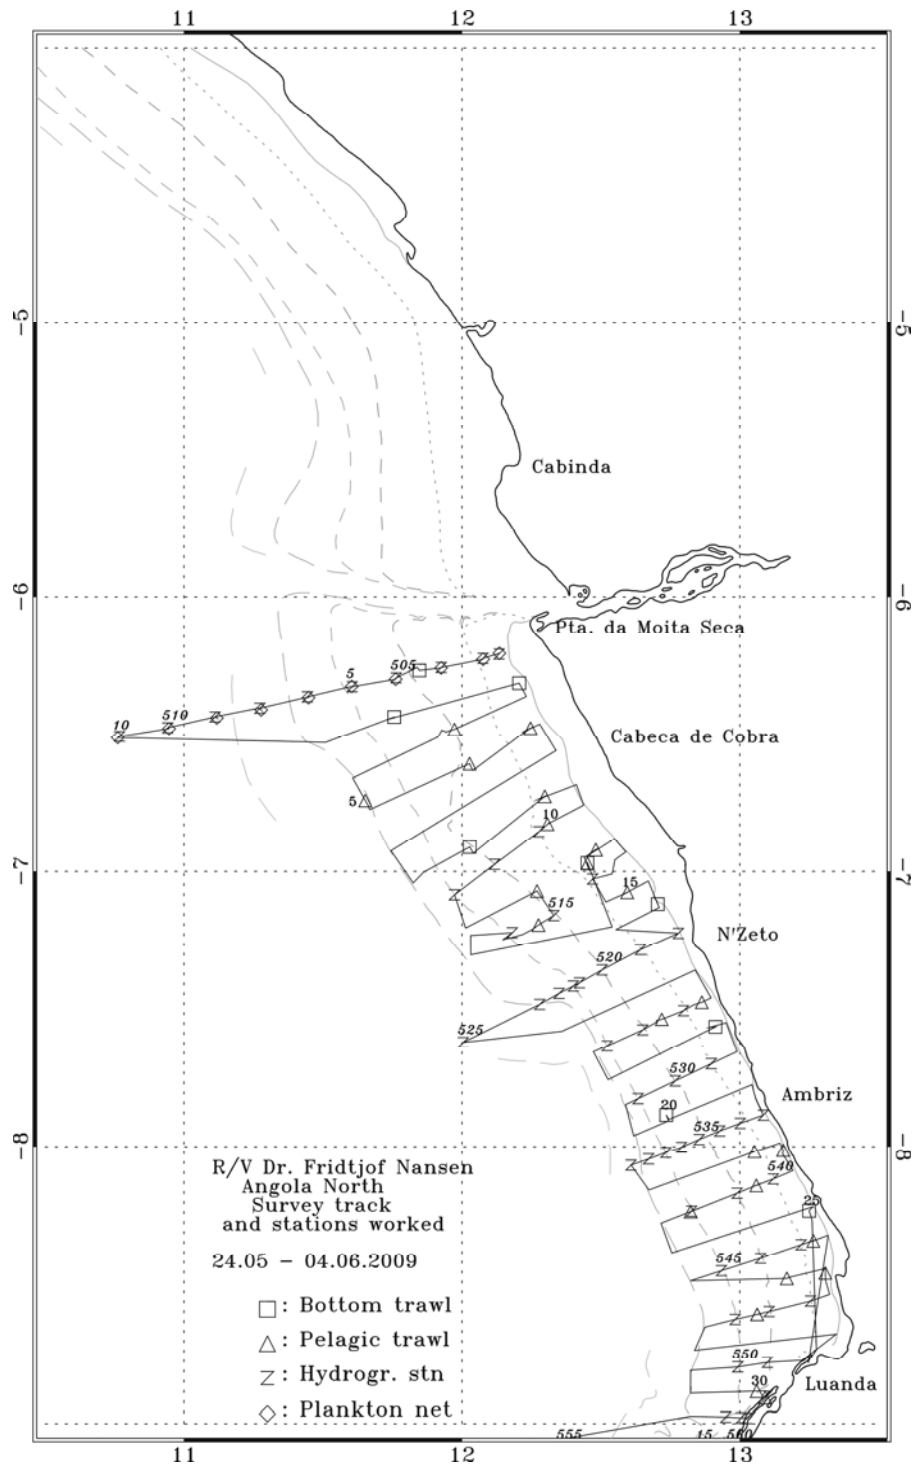 11 12 13
-5 -5
Cabinda
-6 -6
Pta. da Moita Seca
505
5
510
10
Cabeca de Cobra
5
10
-7 -7
15
515
N'Zeto
520
525
530
Ambriz
20
535
-8 -8
540
R/V Dr. Fridtjof Nansen
Angola North
Survey track
and stations worked
25
24.05 - 04.06.2009
545
□: Bottom trawl
△: Pelagic trawl
550
Z: Hydrogr. stn
Luanda
30
◇: Plankton net
555 15 560
11 12 13